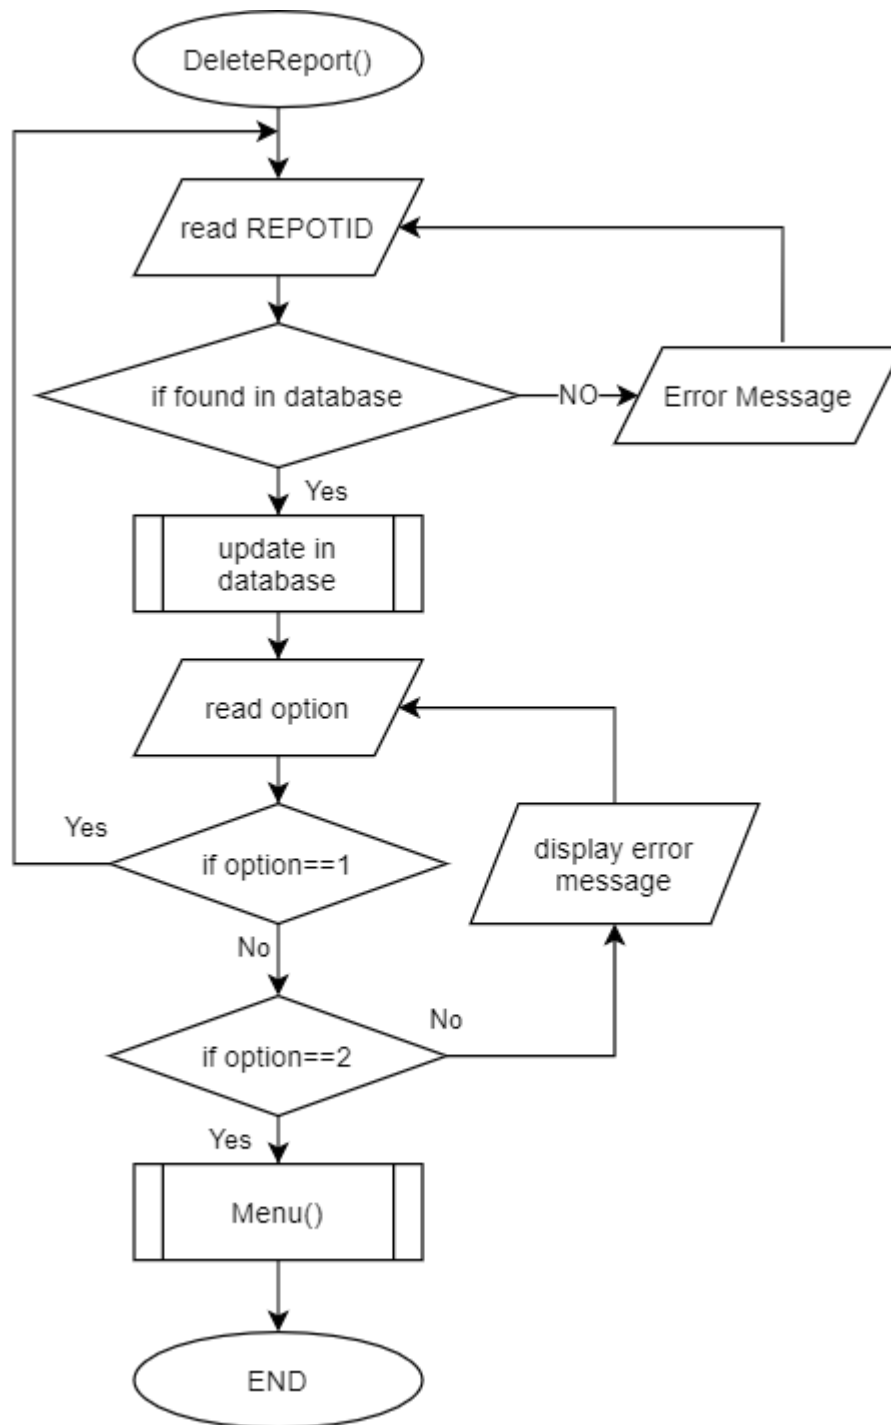 DeleteReport()
read REPOTID
if found in database
NO
Error Message
Yes
update in
database
read option
Yes
if option==1
display error
message
No
if option==2
No
Yes
Menu()
END